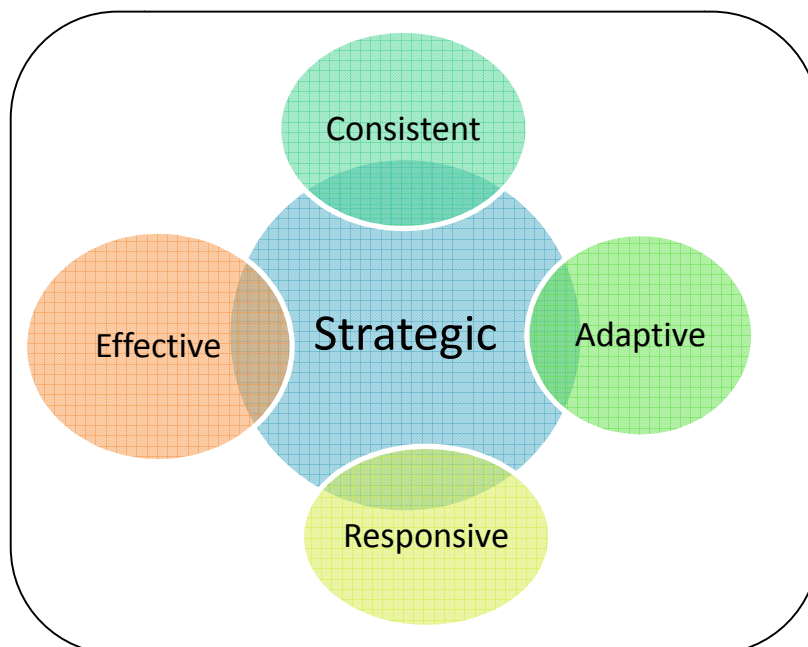 Consistent
Strategic
Effective
Adaptive
Responsive